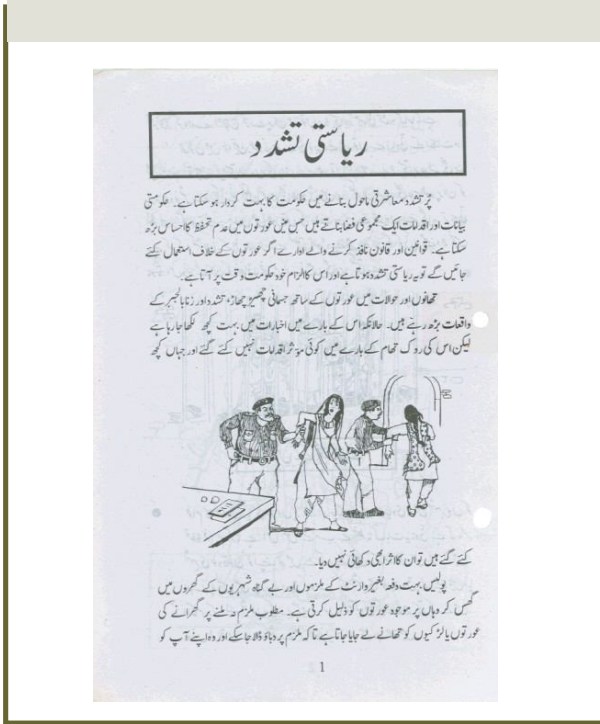 ریاستی تشدد
پُر تشدد معاشرتی ماحول بنانے میں حکومت کا بہت کردار ہو سکتا ہے۔ حکومتی
بیانات اور اقدامات ایک مجموعی فضا بناتے ہیں جس میں عورتوں میں عدم تحفظ کا احساس بڑھ
سکتا ہے۔ قوانین اور قانون نافذ کرنے والے ادارے اگر عورتوں کے خلاف استعمال کئے
جائیں گے تو یہ ریاستی تشدد ہوتا ہے اور اس کا الزام خود حکومت وقت پر آتا ہے۔
تھانوں اور حوالات میں عورتوں کے ساتھ جسمانی چھیڑ چھاڑ، تشدد اور زنا بالجبر کے
واقعات بڑھ رہے ہیں۔ حالانکہ اس کے بارے میں اخبارات میں بہت کچھ لکھا جا رہا ہے
لیکن اس کی روک تھام کے بارے میں کوئی مؤثر اقدامات نہیں کئے گئے اور جہاں کچھ
کئے گئے ہیں تو ان کا اثر ابھی دکھائی نہیں دیا۔
پولیس بہت دفعہ بغیر وارنٹ کے ملزموں اور بے گناہ شہریوں کے گھروں میں
گھس کر وہاں پر موجود عورتوں کو ذلیل کرتی ہے۔ مطلوب ملزم نہ ملنے پر گھرانے کی
عورتوں یا لڑکیوں کو تھانے لے جایا جاتا ہے تاکہ ملزم پر دباؤ ڈالا جا سکے اور وہ اپنے آپ کو
1